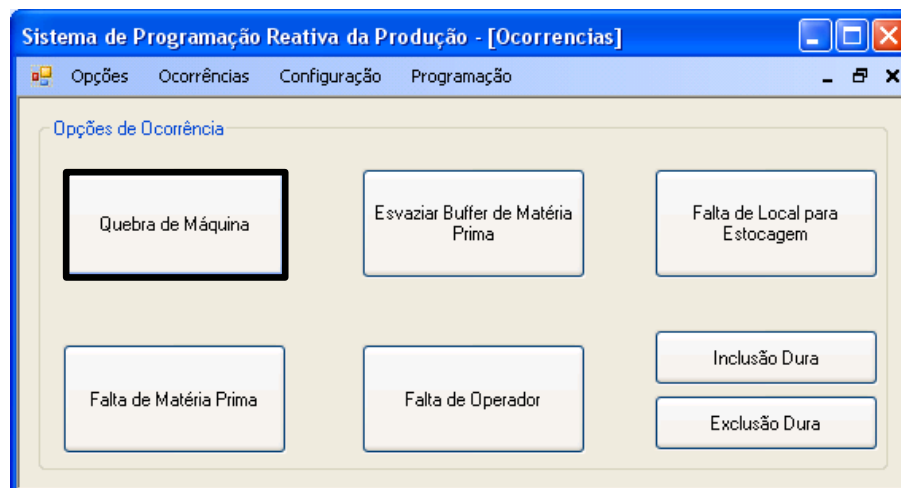 Sistema de Programação Reativa da Produção - [Ocorrencias]
Opções Ocorrências Configuração Programação
Opções de Ocorrência
Quebra de Máquina
Esvaziar Buffer de Matéria
Prima
Falta de Local para
Estocagem
Falta de Matéria Prima
Falta de Operador
Inclusão Dura
Exclusão Dura